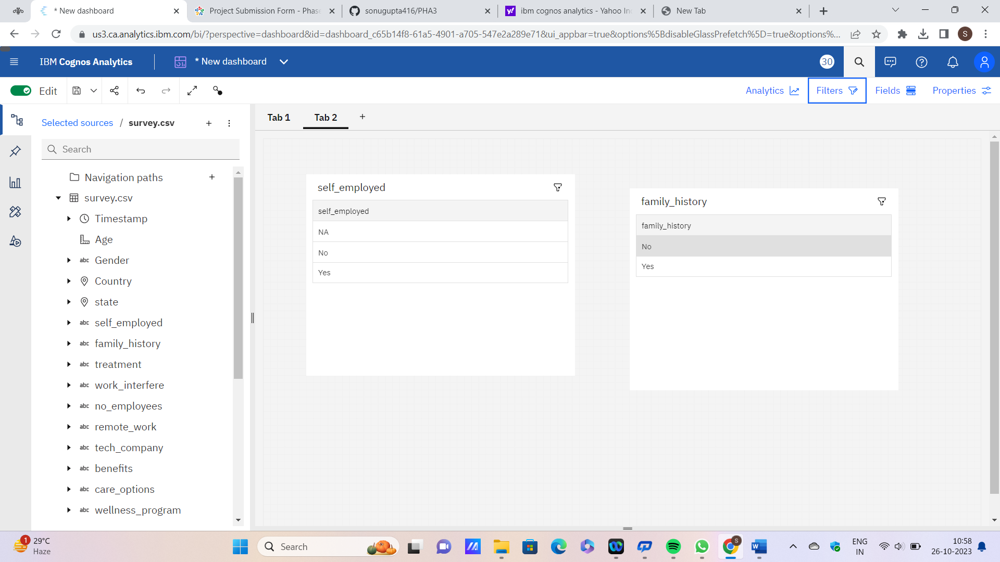 * New dashboard
Project Submission Form - Phase
sonugupta416/PHA3
ibm cognos analytics - Yahoo In
New Tab
us3.ca.analytics.ibm.com/bi/?perspective=dashboard&id=dashboard_c65b14f8-61a5-4901-a705-547e2a289e71&ui_appbar=true&options%5BdisableGlassPrefetch%5D=true&options%...
S
IBM Cognos Analytics
* New dashboard
30
Edit
Analytics
Filters
Fields
Properties
Selected sources / survey.csv
Tab 1
Tab 2
Search
Navigation paths
survey.csv
Timestamp
Age
abc Gender
Country
state
abc self_employed
abc family_history
abc treatment
abc work_interfere
abc no_employees
abc remote_work
abc tech_company
abc benefits
abc care_options
abc wellness_program
self_employed
self_employed
NA
No
Yes
family_history
family_history
No
Yes
1
29°C
Haze
Search
S
ENG
IN
10:58
26-10-2023